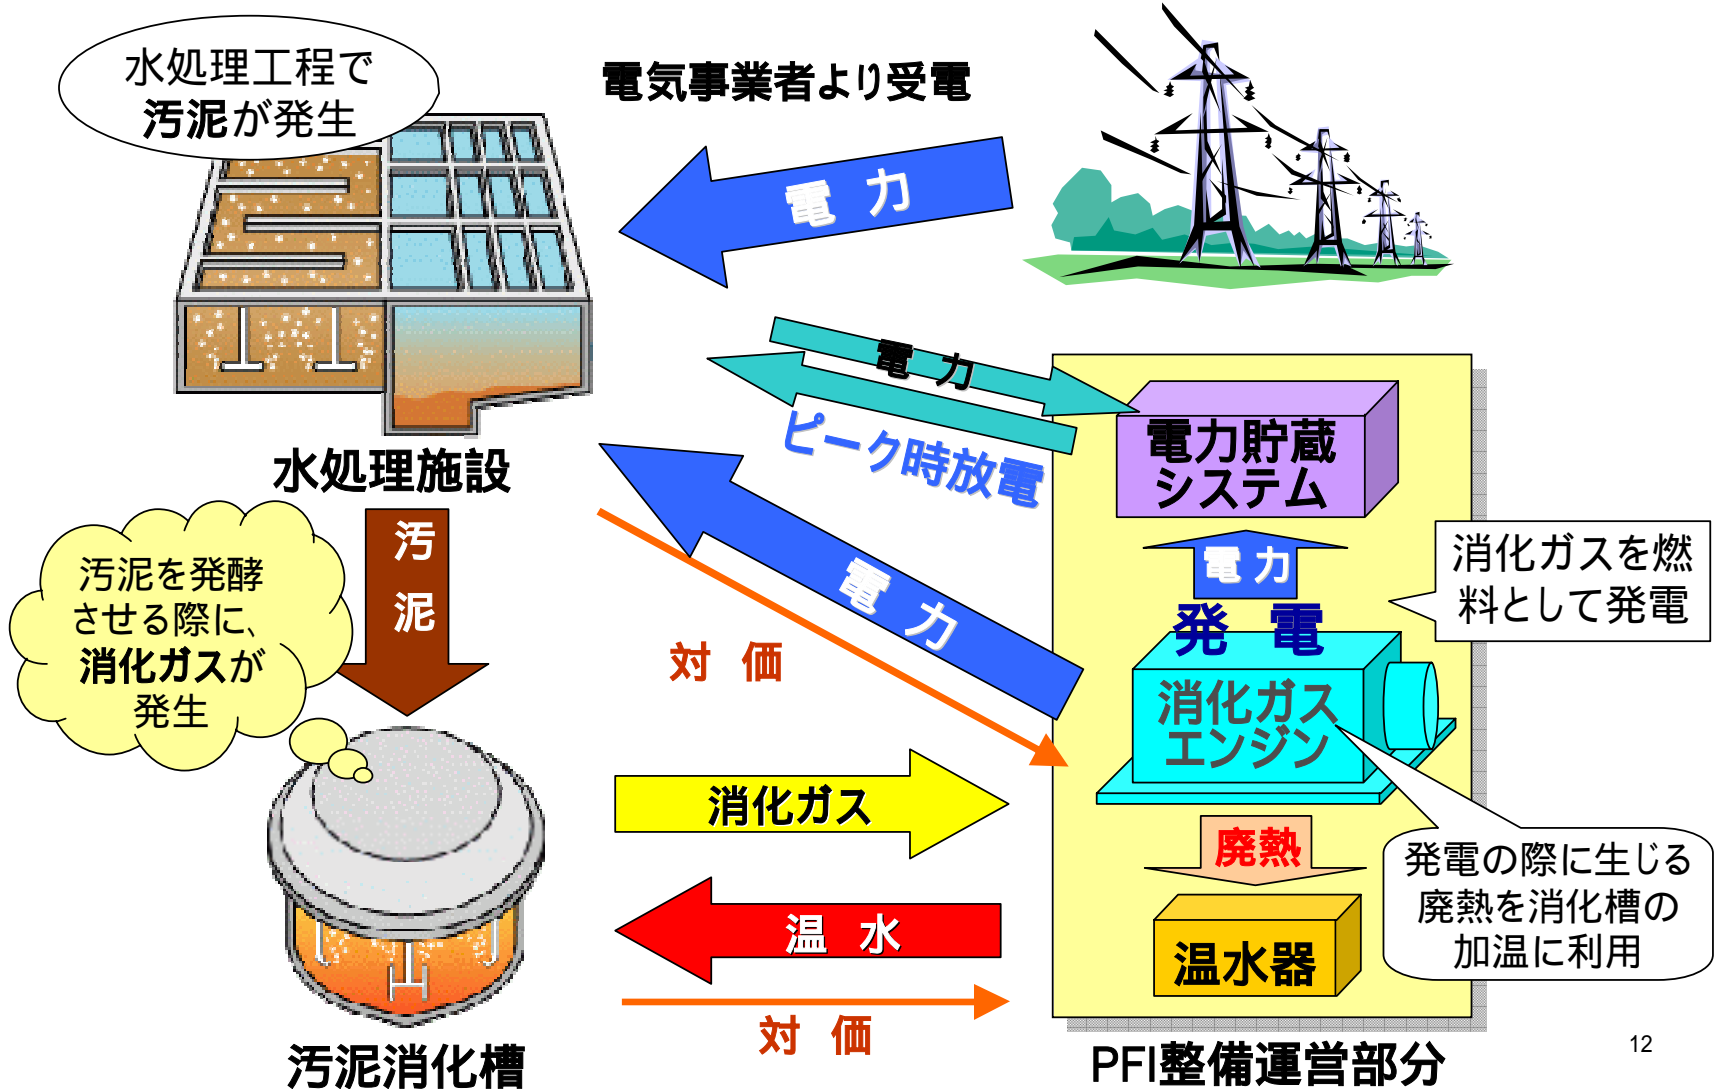 水処理工程で
汚泥が発生
電気事業者より受電
電 力
電 力
ピーク時放電
電力貯蔵
システム
水処理施設
汚
泥
汚泥を発酵
させる際に、
消化ガスが
発生
電 力
消化ガスを燃
料として発電
発 電
電 力
対 価
消化ガス
エンジン
消化ガス
廃熱
発電の際に生じる
廃熱を消化槽の
加温に利用
温 水
温水器
対 価
汚泥消化槽
PFI整備運営部分
12